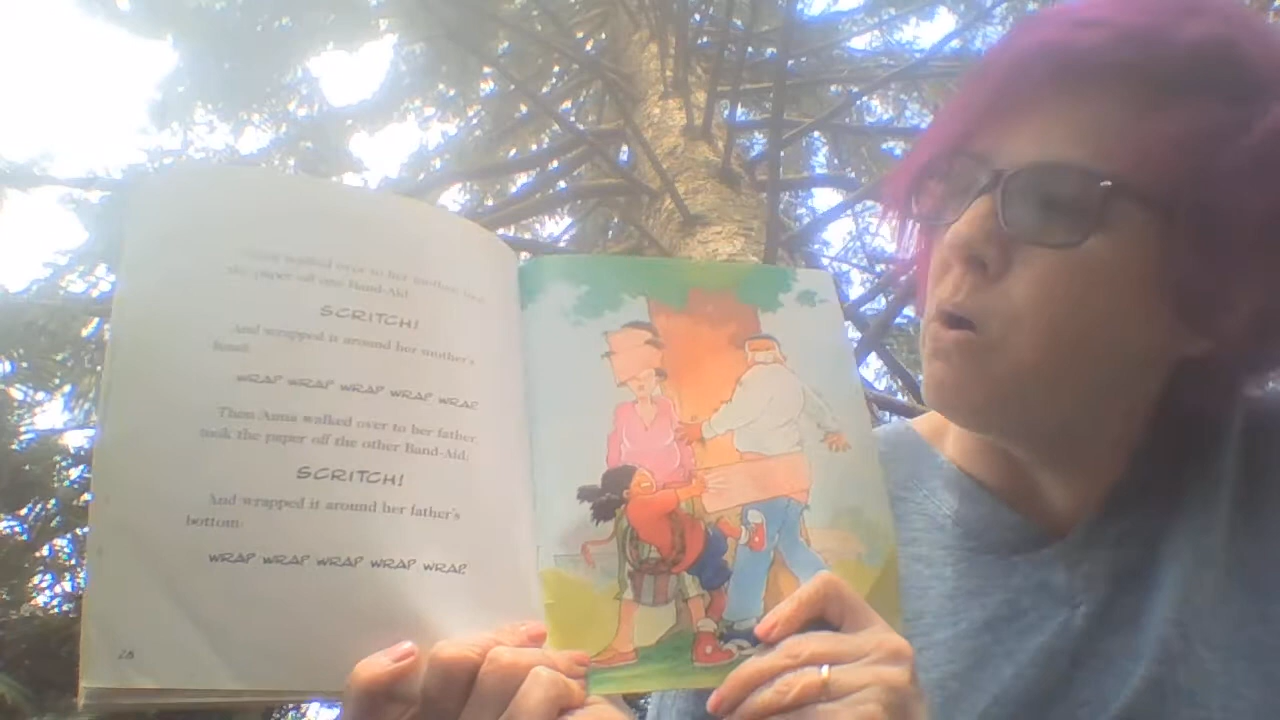 walked over to her mother, took
the paper off one Band-Aid.
SCRITCH!
And wrapped it around her mother's
head.
WRAP WRAP WRAP WRAP WRAP.
Then Anna walked over to her father,
took the paper off the other Band-Aid,
SCRITCH!
And wrapped it around her father's
bottom.
WRAP WRAP WRAP WRAP WRAP.
28